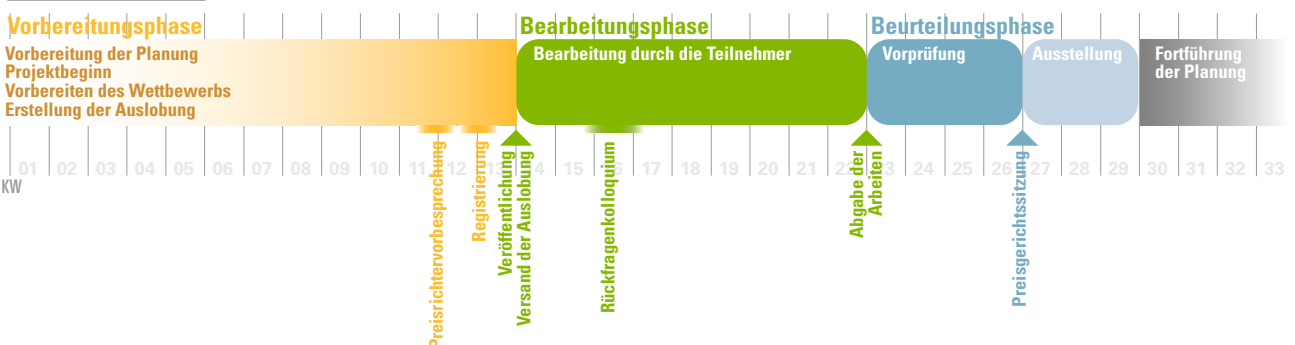 Vorbereitungsphase
Bearbeitungsphase
Beurteilungsphase
Vorbereitung der Planung
Projektbeginn
Vorbereiten des Wettbewerbs
Erstellung der Auslobung
Bearbeitung durch die Teilnehmer
Vorprüfung
Ausstellung
Fortführung
der Planung
01 02 03 04 05 06 07 08 09 10 11 12 13 14 15 16 17 18 19 20 21 22 23 24 25 26 27 28 29 30 31 32 33
KW
Preisrichtervorbesprechung
Registrierung
Veröffentlichung
Versand der Auslobung
Rückfragenkolloquium
Abgabe der
Arbeiten
Preisgerichtssitzung